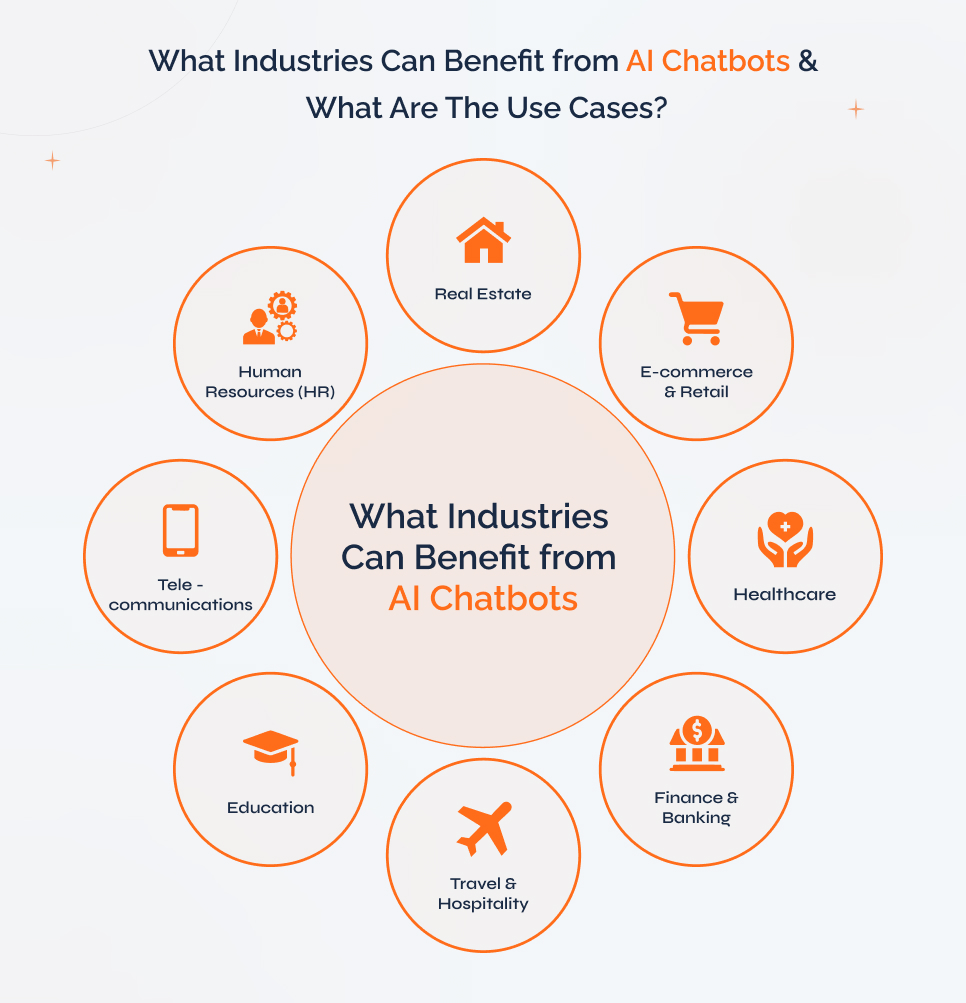 What Industries Can Benefit from AI Chatbots &
What Are The Use Cases?
Real Estate
Human
Resources (HR)
E-commerce
& Retail
What Industries
Can Benefit from
AI Chatbots
Tele -
communications
Healthcare
Education
Finance &
Banking
Travel &
Hospitality
$